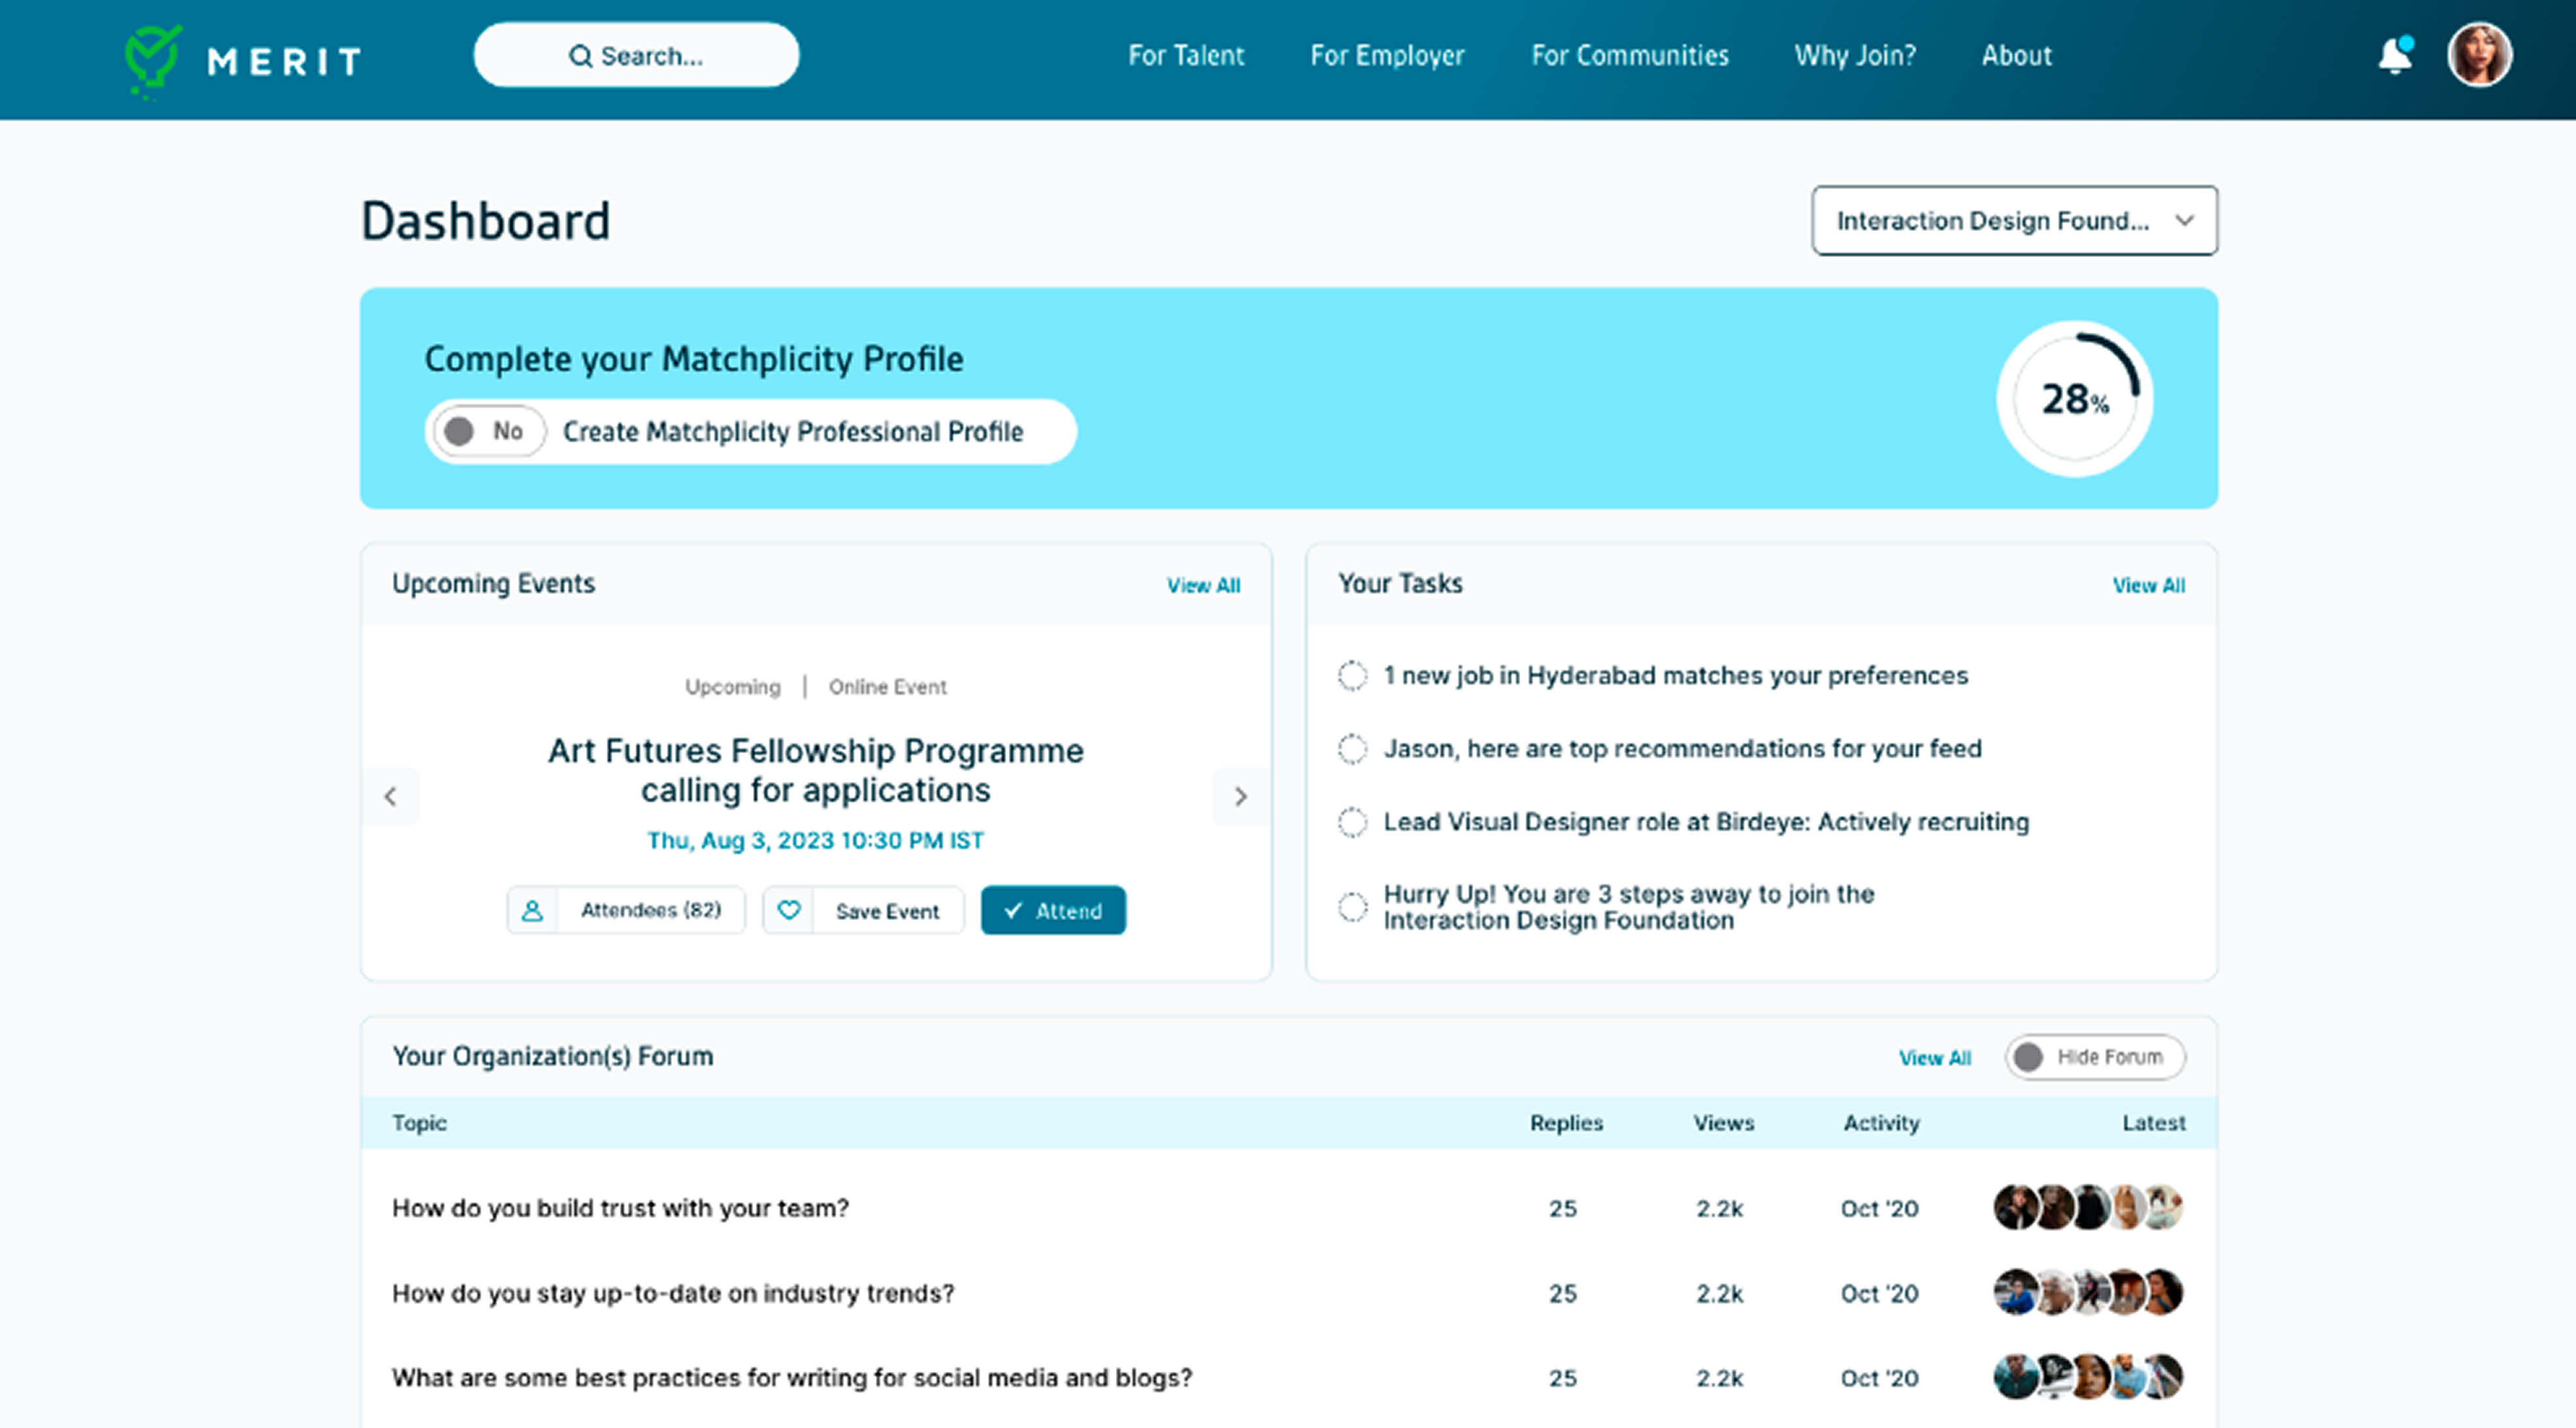 MERIT
Search...
For Talent
For Employer
For Communities
Why Join?
About
Dashboard
Interaction Design Found...
Complete your Matchplicity Profile
No
Create Matchplicity Professional Profile
28%
Upcoming Events
View All
Upcoming | Online Event
Art Futures Fellowship Programme
calling for applications
Thu, Aug 3, 2023 10:30 PM IST
Attendees (82)
Save Event
Attend
Your Tasks
View All
1 new job in Hyderabad matches your preferences
Jason, here are top recommendations for your feed
Lead Visual Designer role at Birdeye: Actively recruiting
Hurry Up! You are 3 steps away to join the
Interaction Design Foundation
Your Organization(s) Forum
View All
Hide Forum
Topic Replies Views Activity Latest
How do you build trust with your team? 25 2.2k Oct '20
How do you stay up-to-date on industry trends? 25 2.2k Oct '20
What are some best practices for writing for social media and blogs? 25 2.2k Oct '20